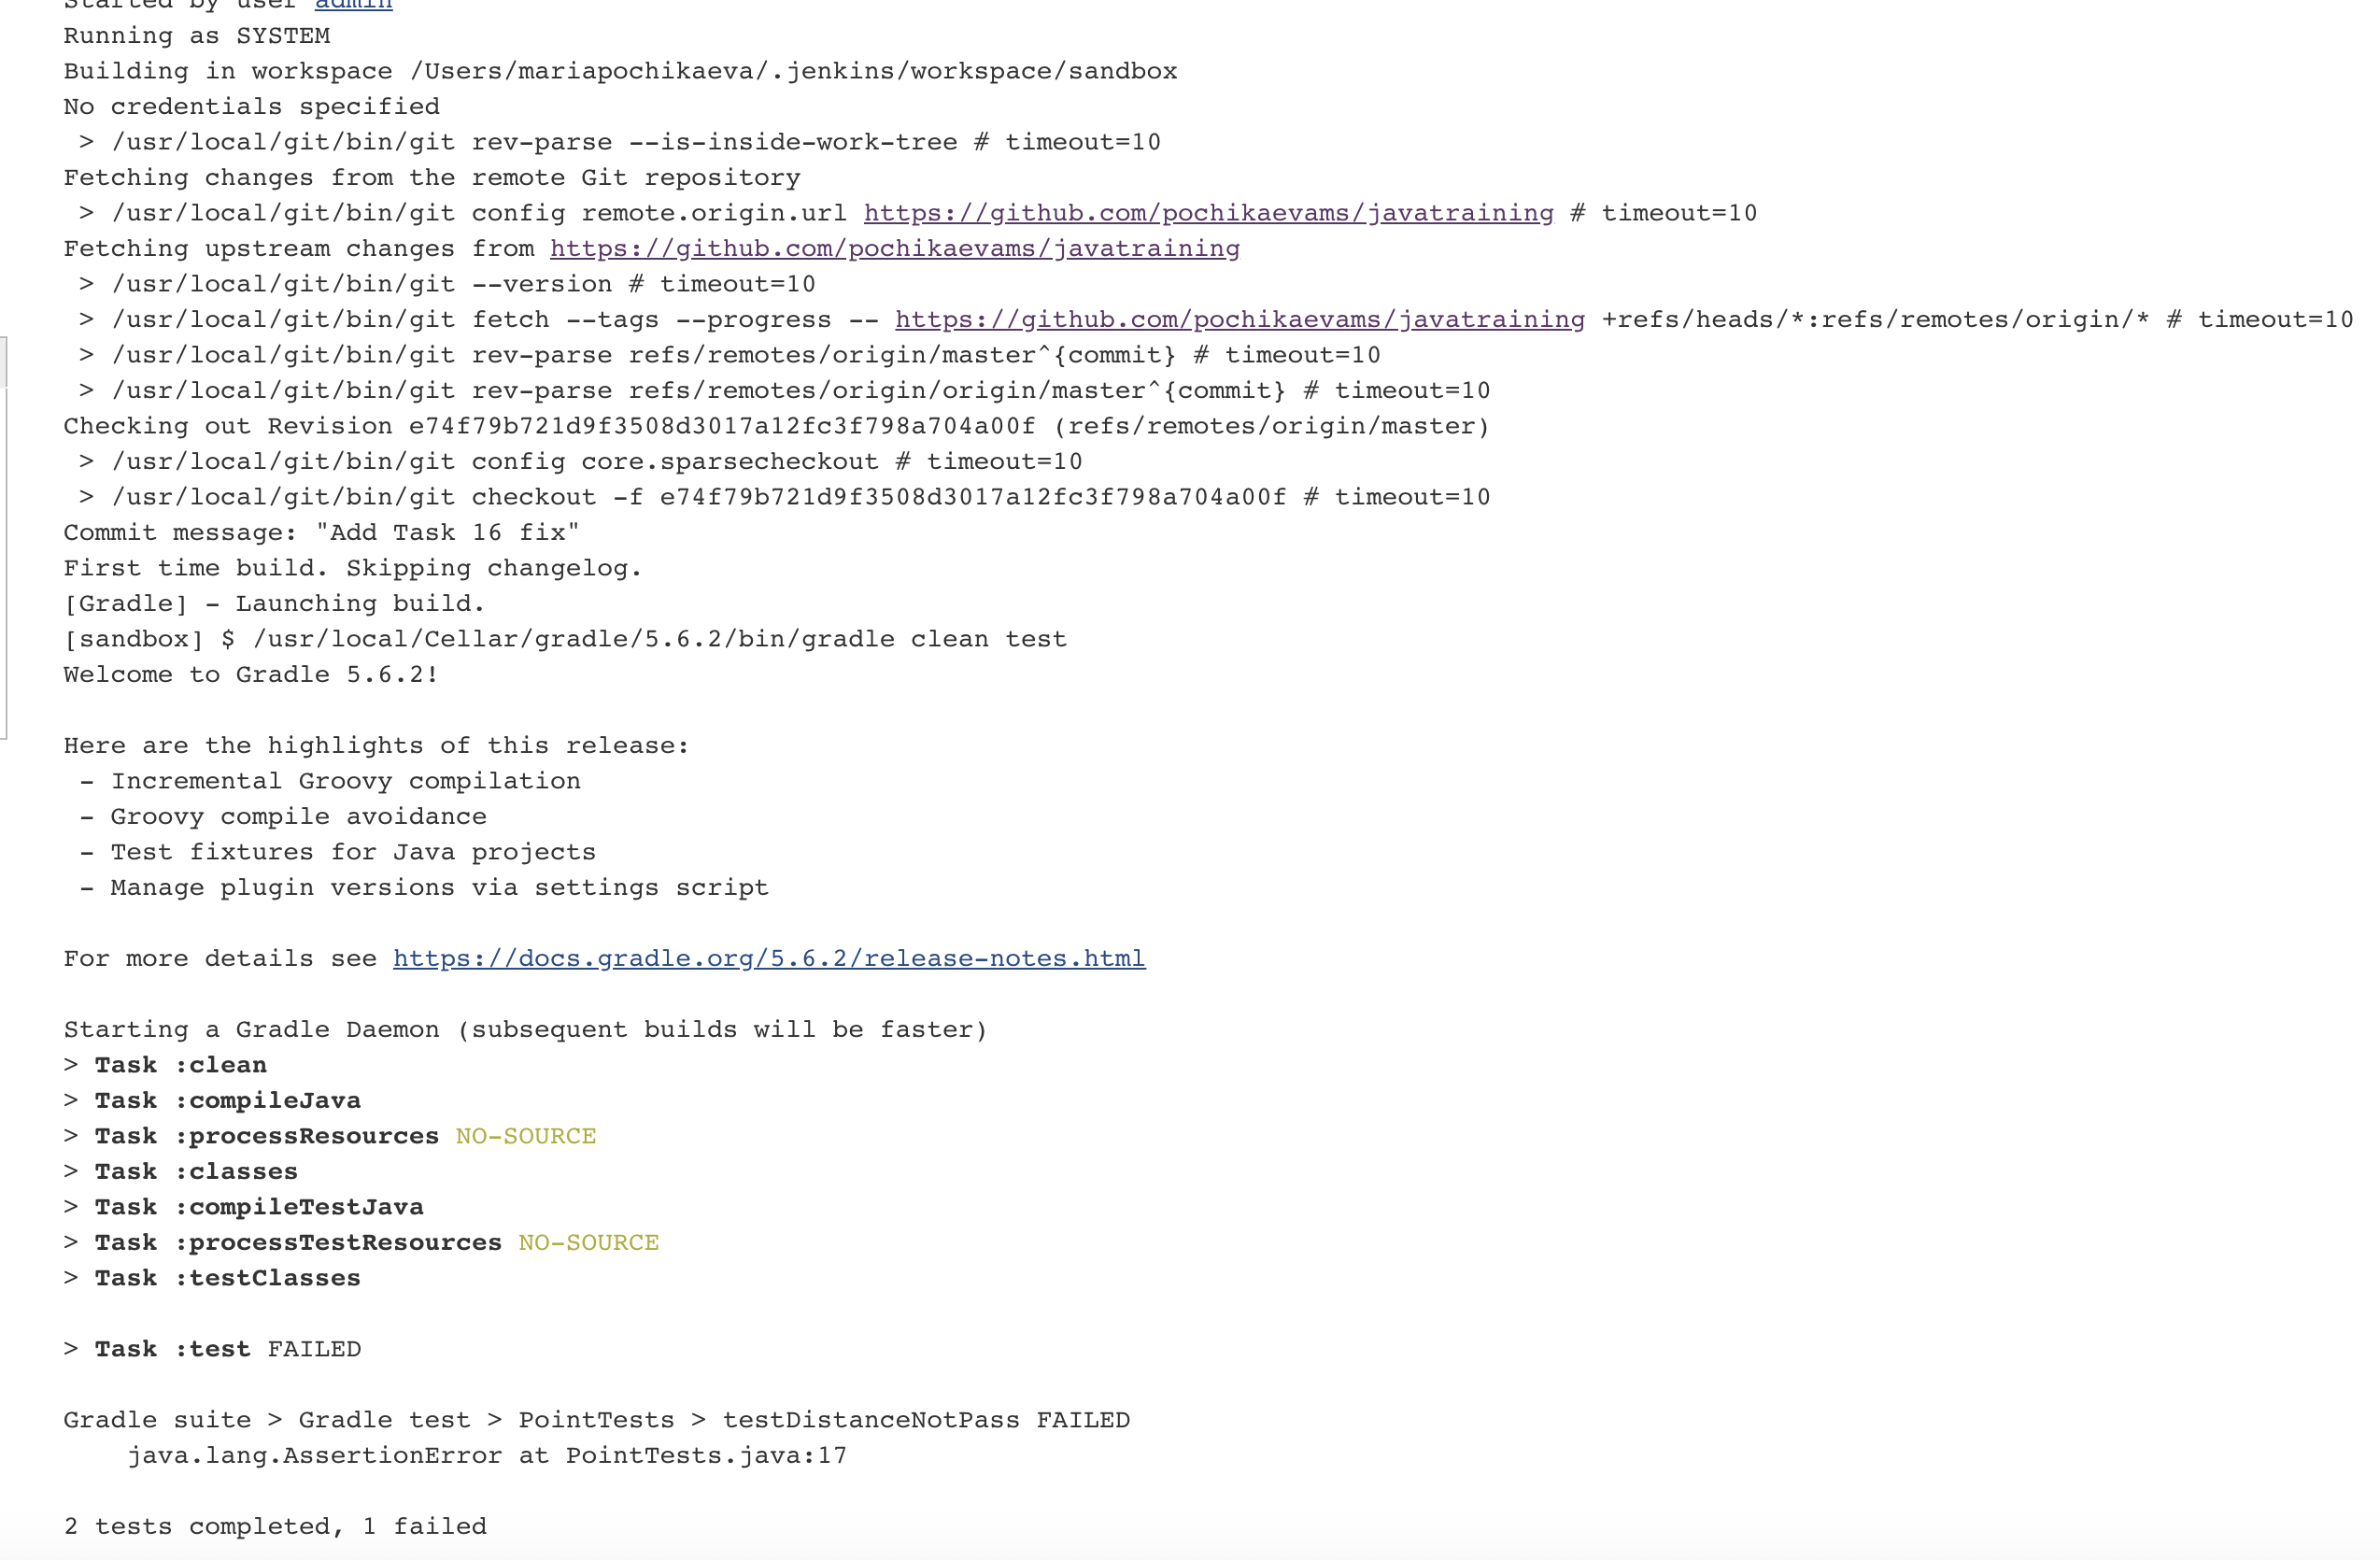 Started by user admin
Running as SYSTEM
Building in workspace /Users/mariapochikaeva/.jenkins/workspace/sandbox
No credentials specified
 > /usr/local/git/bin/git rev-parse --is-inside-work-tree # timeout=10
Fetching changes from the remote Git repository
 > /usr/local/git/bin/git config remote.origin.url https://github.com/pochikaevams/javatraining # timeout=10
Fetching upstream changes from https://github.com/pochikaevams/javatraining
 > /usr/local/git/bin/git --version # timeout=10
 > /usr/local/git/bin/git fetch --tags --progress -- https://github.com/pochikaevams/javatraining +refs/heads/*:refs/remotes/origin/* # timeout=10
 > /usr/local/git/bin/git rev-parse refs/remotes/origin/master^{commit} # timeout=10
 > /usr/local/git/bin/git rev-parse refs/remotes/origin/origin/master^{commit} # timeout=10
Checking out Revision e74f79b721d9f3508d3017a12fc3f798a704a00f (refs/remotes/origin/master)
 > /usr/local/git/bin/git config core.sparsecheckout # timeout=10
 > /usr/local/git/bin/git checkout -f e74f79b721d9f3508d3017a12fc3f798a704a00f # timeout=10
Commit message: "Add Task 16 fix"
First time build. Skipping changelog.
[Gradle] - Launching build.
[sandbox] $ /usr/local/Cellar/gradle/5.6.2/bin/gradle clean test
Welcome to Gradle 5.6.2!
Here are the highlights of this release:
 - Incremental Groovy compilation
 - Groovy compile avoidance
 - Test fixtures for Java projects
 - Manage plugin versions via settings script
For more details see https://docs.gradle.org/5.6.2/release-notes.html
Starting a Gradle Daemon (subsequent builds will be faster)
> Task :clean
> Task :compileJava
> Task :processResources NO-SOURCE
> Task :classes
> Task :compileTestJava
> Task :processTestResources NO-SOURCE
> Task :testClasses
> Task :test FAILED
Gradle suite > Gradle test > PointTests > testDistanceNotPass FAILED
    java.lang.AssertionError at PointTests.java:17
2 tests completed, 1 failed